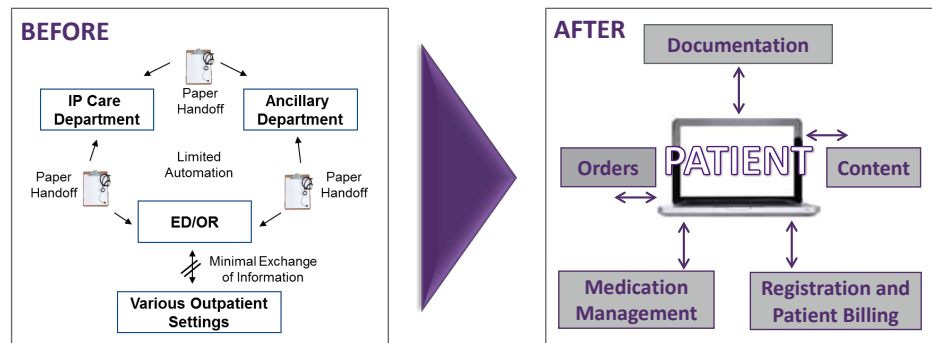 BEFORE
Paper
Handoff
IP Care
Department
Ancillary
Department
Limited
Automation
Paper
Handoff
Paper
Handoff
ED/OR
Minimal Exchange
of Information
Various Outpatient
Settings
AFTER
Documentation
PATIENT
Orders
Content
Medication
Management
Registration and
Patient Billing